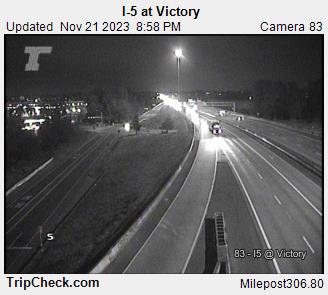 I-5 at Victory
Updated Nov 21 2023 8:58 PM Camera 83
T
S
83 - I5 @ Victory
TripCheck.com Milepost306.80